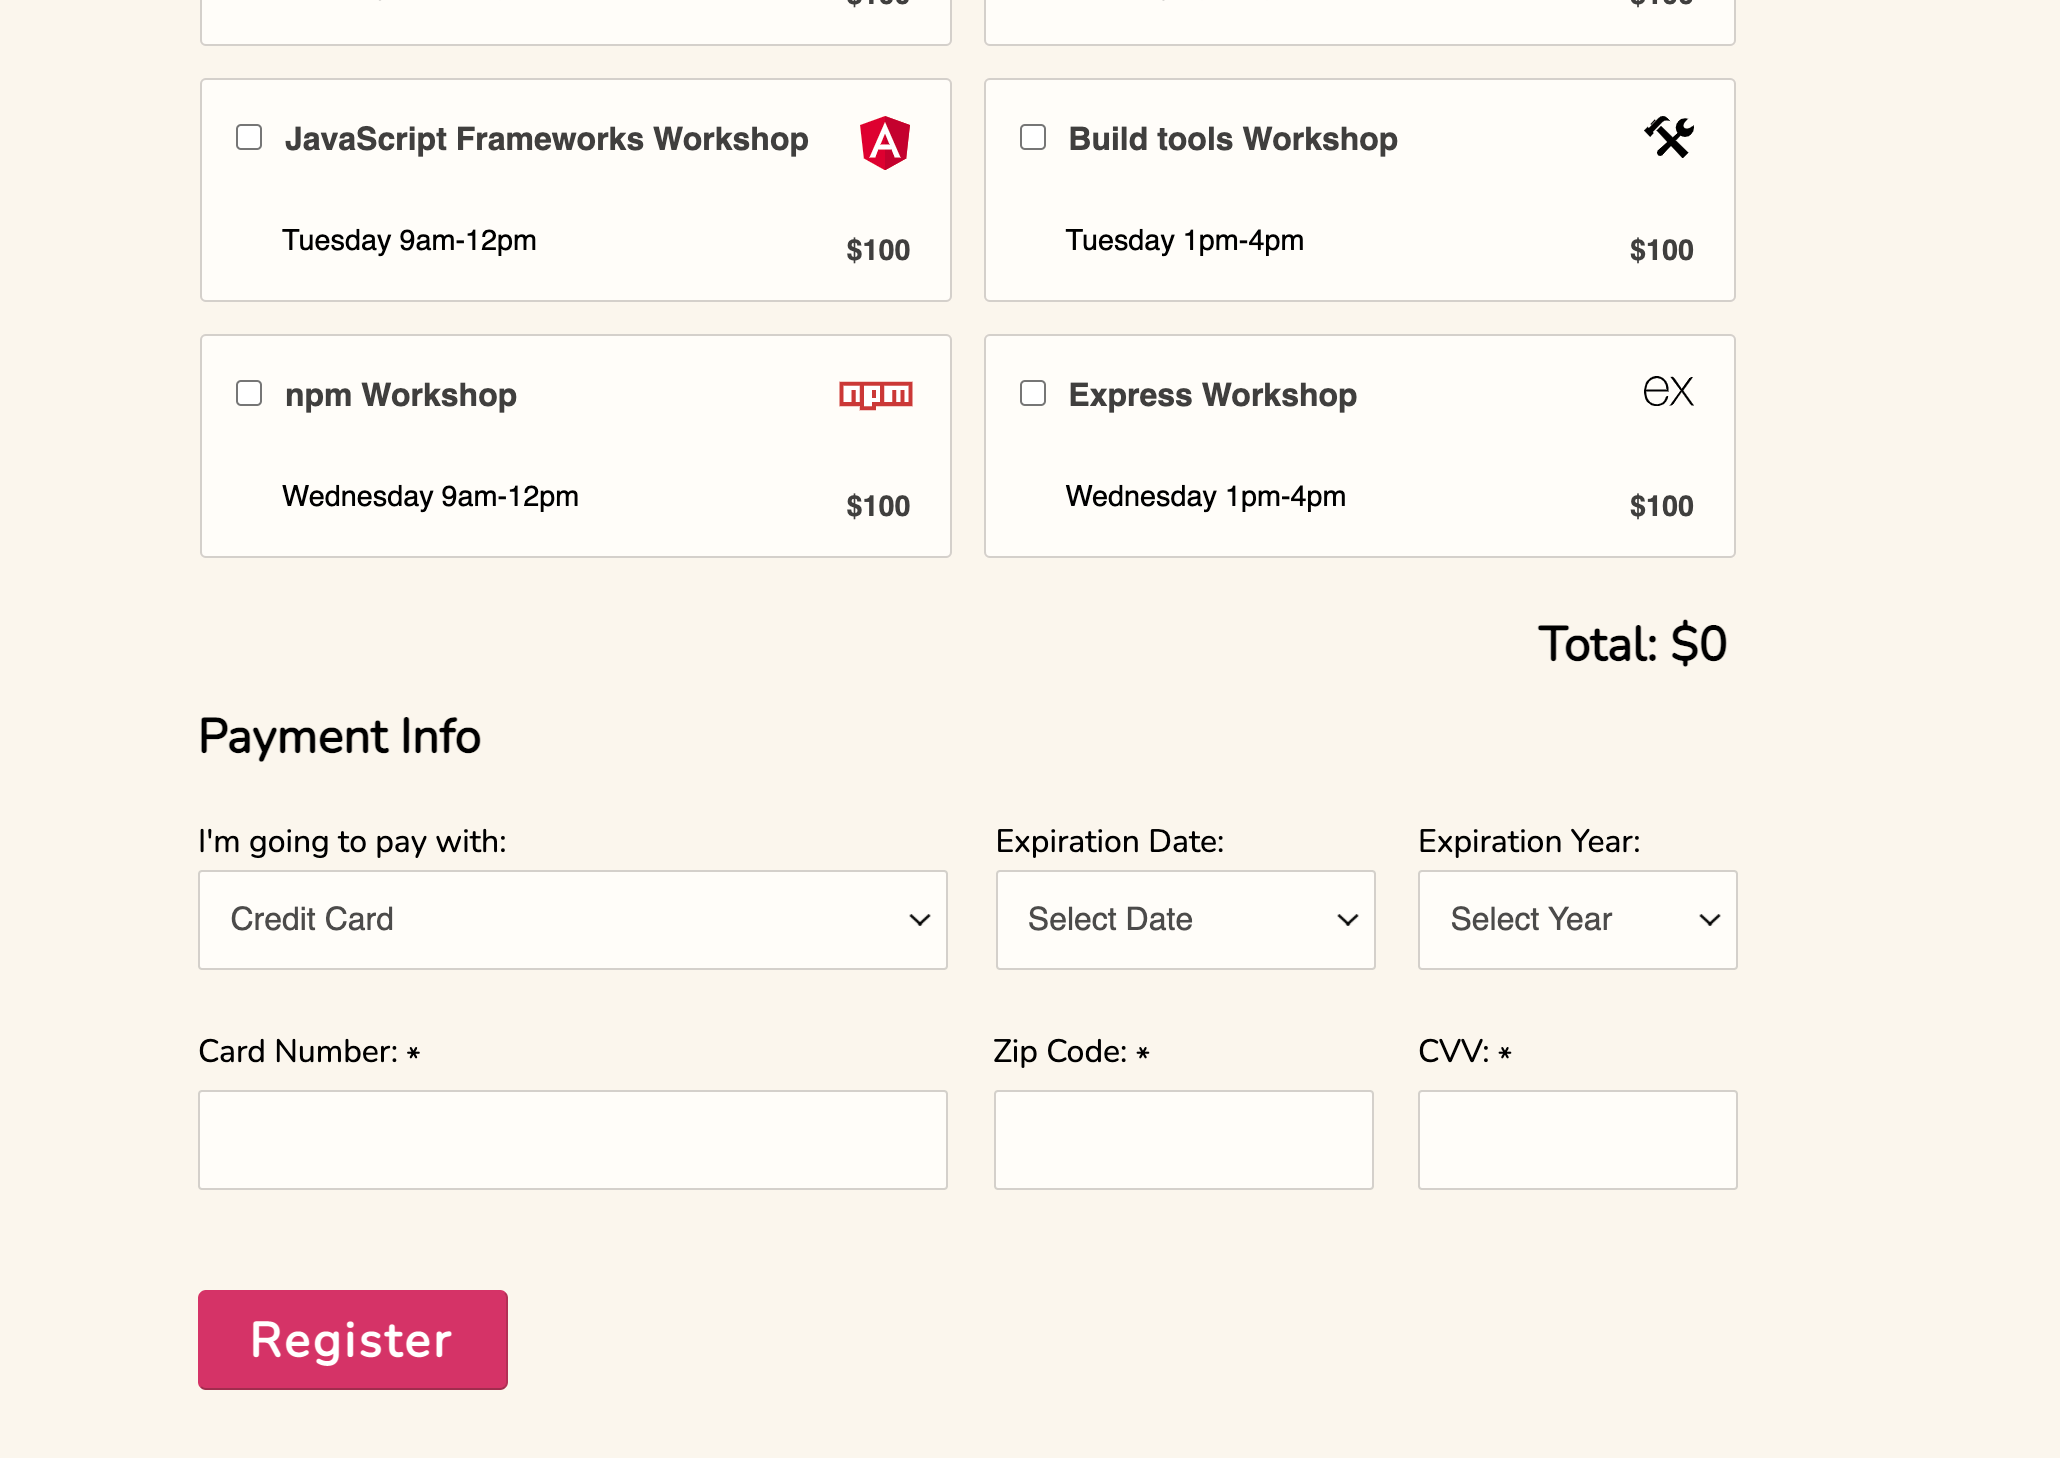 JavaScript Frameworks Workshop
Tuesday 9am-12pm
$100
Build tools Workshop
Tuesday 1pm-4pm
$100
npm Workshop
npm
Wednesday 9am-12pm
$100
Express Workshop
ex
Wednesday 1pm-4pm
$100
Total: $0
Payment Info
I'm going to pay with:
Credit Card
Expiration Date:
Select Date
Expiration Year:
Select Year
Card Number: *
Zip Code: *
CVV: *
Register